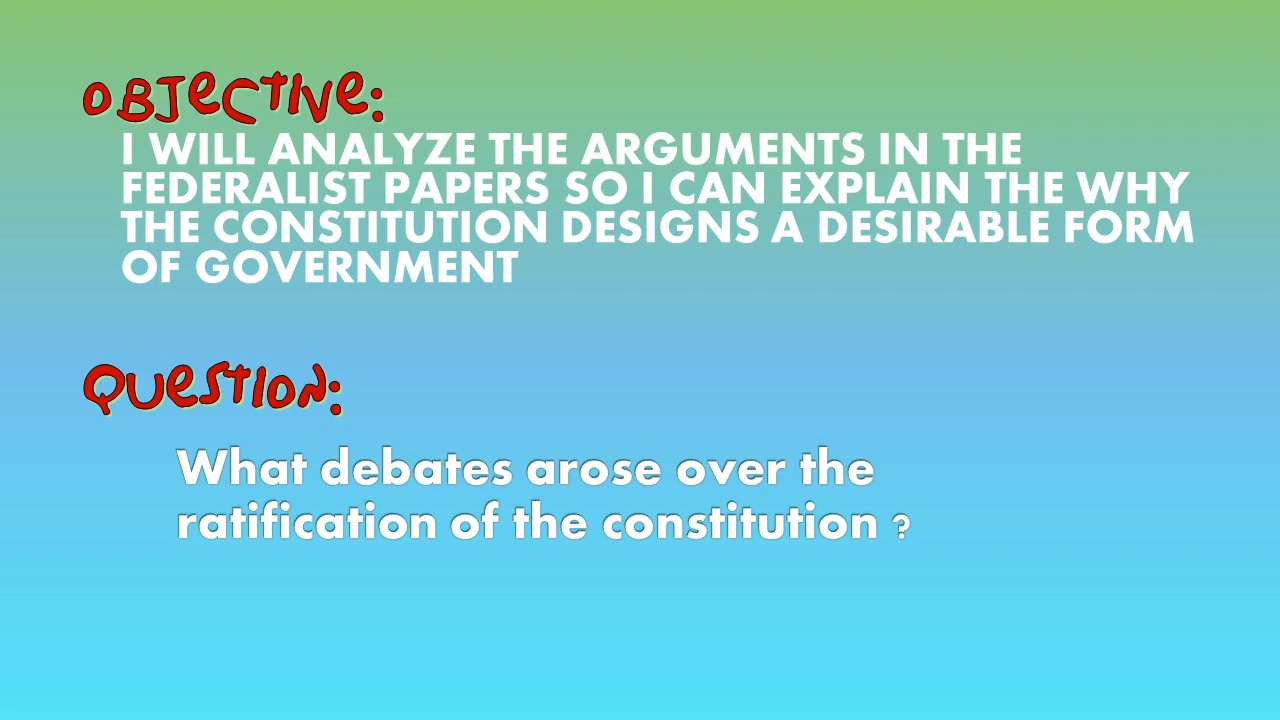 OBJECTIVE:
I WILL ANALYZE THE ARGUMENTS IN THE
FEDERALIST PAPERS SO I CAN EXPLAIN THE WHY
THE CONSTITUTION DESIGNS A DESIRABLE FORM
OF GOVERNMENT
QUESTION:
What debates arose over the
ratification of the constitution ?